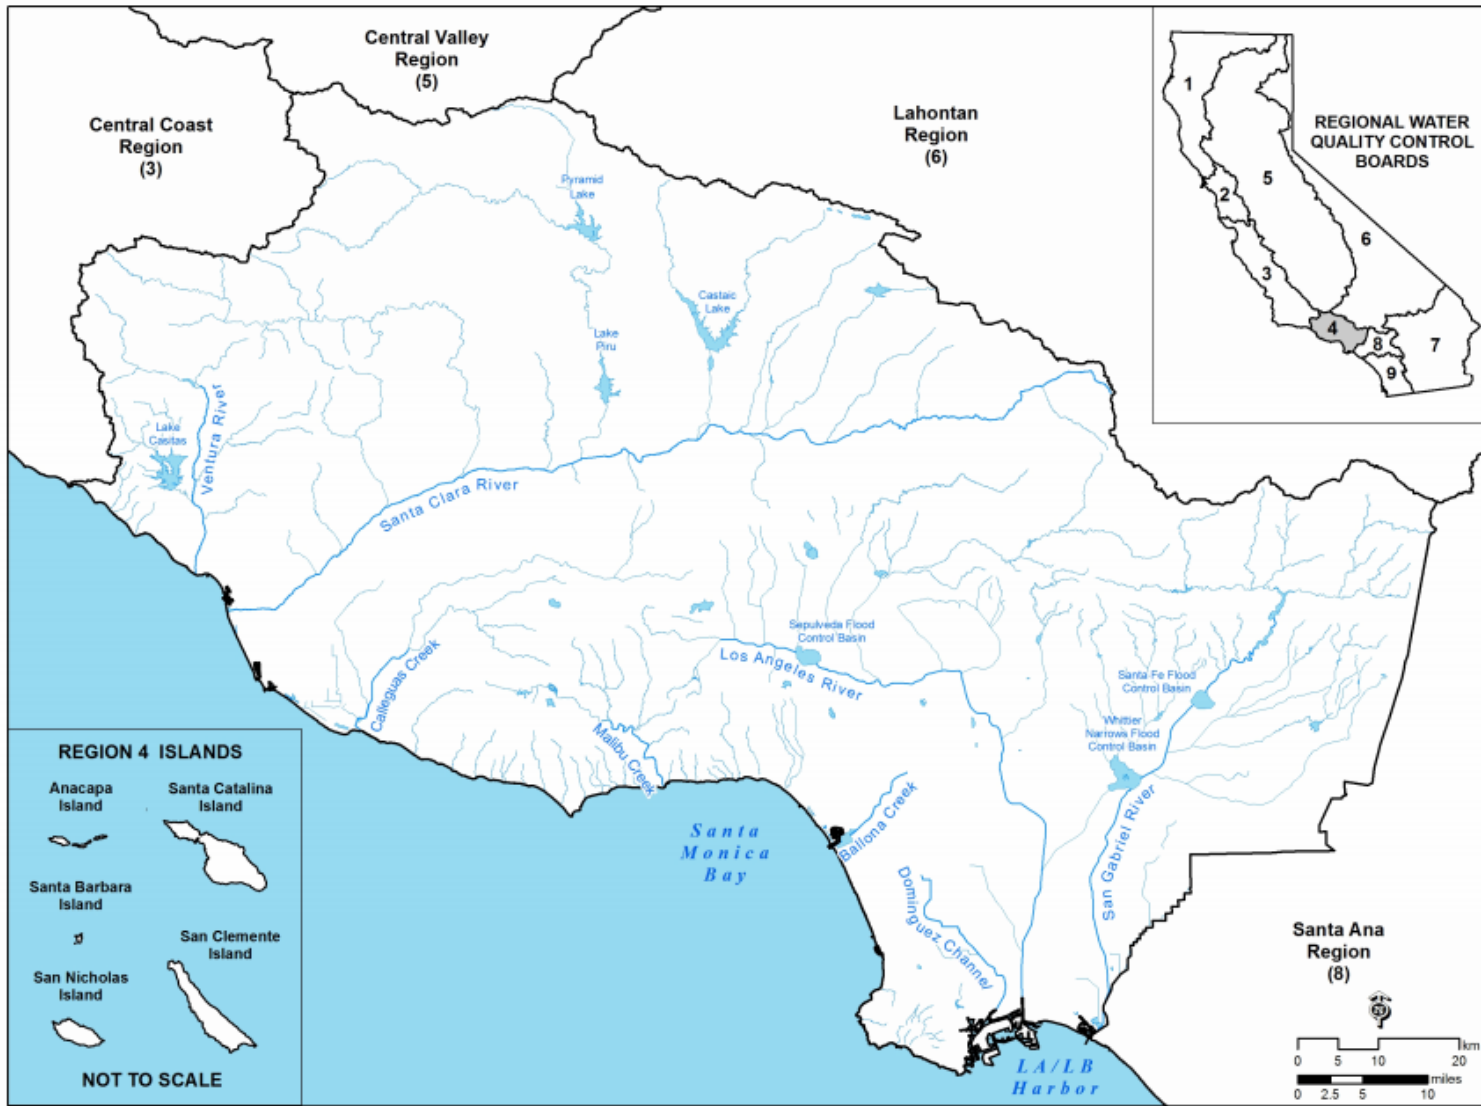 Central Valley
Region
(5)
Central Coast
Region
(3)
Lahontan
Region
(6)
REGIONAL WATER
QUALITY CONTROL
BOARDS
1
2
3
4
5
6
7
8
9
Pyramid
Lake
Castaic
Lake
Lake
Piru
Lake
Casitas
Ventura River
Santa Clara River
Sepulveda Flood
Control Basin
Los Angeles River
Calleguas Creek
Malibu Creek
Santa Fe Flood
Control Basin
Whittier
Narrows Flood
Control Basin
San Gabriel River
Ballona Creek
Dominguez Channel
Santa
Monica
Bay
LA/LB
Harbor
Santa Ana
Region
(8)
REGION 4 ISLANDS
Anacapa
Island
Santa Catalina
Island
Santa Barbara
Island
San Clemente
Island
San Nicholas
Island
NOT TO SCALE
km
0 5 10 20
miles
0 2.5 5 10